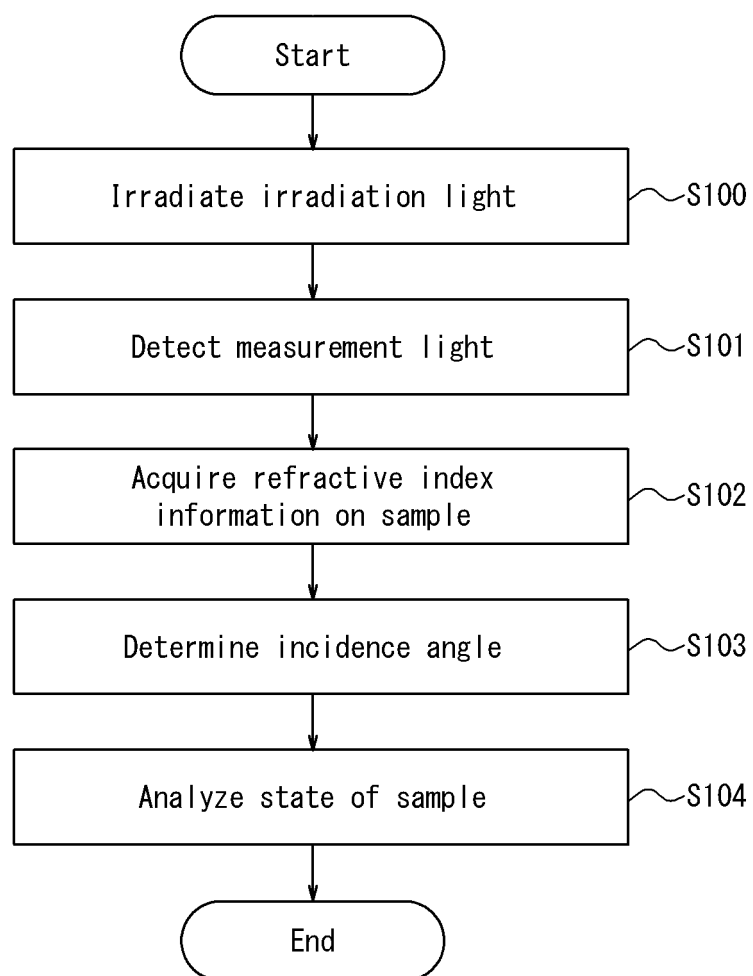 Start
Irradiate irradiation light
S100
Detect measurement light
S101
Acquire refractive index
information on sample
S102
Determine incidence angle
S103
Analyze state of sample
S104
End